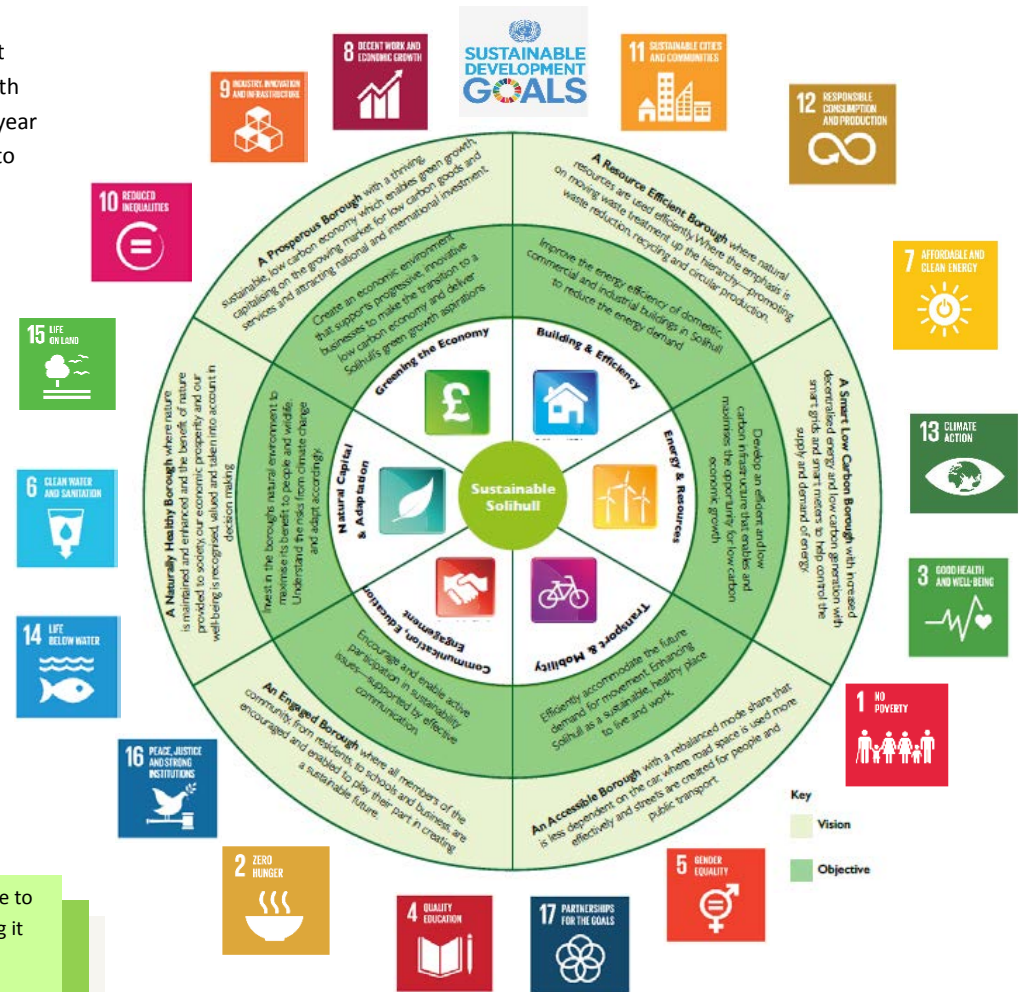 t
th
year
to
SUSTAINABLE
DEVELOPMENT
GOALS
8 DECENT WORK AND
ECONOMIC GROWTH
11 SUSTAINABLE CITIES
AND COMMUNITIES
9 INDUSTRY, INNOVATION
AND INFRASTRUCTURE
12 RESPONSIBLE
CONSUMPTION
AND PRODUCTION
10 REDUCED
INEQUALITIES
7 AFFORDABLE AND
CLEAN ENERGY
15 LIFE
ON LAND
13 CLIMATE
ACTION
6 CLEAN WATER
AND SANITATION
3 GOOD HEALTH
AND WELL-BEING
14 LIFE
BELOW WATER
1 NO
POVERTY
16 PEACE, JUSTICE
AND STRONG
INSTITUTIONS
2 ZERO
HUNGER
5 GENDER
EQUALITY
4 QUALITY
EDUCATION
17 PARTNERSHIPS
FOR THE GOALS
A Prosperous Borough with a thriving,
sustainable, low carbon economy which enables green growth,
capitalising on the growing market for low carbon goods and
services and attracting national and international investment.
Create an economic environment
that supports progressive, innovative
businesses to make the transition to a
low carbon economy and deliver
Solihull's green growth aspirations
Greening the Economy
£
A Resource Efficient Borough where natural
resources are used efficiently. Where the emphasis is
on moving waste treatment up the hierarchy—promoting
waste reduction, recycling and circular production.
Improve the energy efficiency of domestic,
commercial and industrial buildings in Solihull
to reduce the energy demand
Building & Efficiency
A Smart Low Carbon Borough with increased
decentralised energy and low carbon generation with
smart grids and smart meters to help control the
supply and demand of energy.
Develop an efficient and low
carbon infrastructure that enables and
maximises the opportunity for low carbon
economic growth
Energy & Resources
An Accessible Borough with a rebalanced mode share that
is less dependent on the car, where road space is used more
effectively and streets are created for people and
public transport
Efficiently accommodate the future
demand for movement. Enhancing
Solihull as a sustainable, healthy place
to live and work.
Transport & Mobility
An Engaged Borough where all members of the
community, from residents, to schools and business, are
encouraged and enabled to play their part in creating
a sustainable future.
Encourage and enable active
participation in sustainability
issues—supported by effective
communication.
Communication, Education
Engagement
A Naturally Healthy Borough where nature
is maintained and enhanced and the benefit of nature
provided to society, our economic prosperity and our
well-being is recognised, valued and taken into account in
decision making
Invest in the boroughs natural environment to
maximise its benefit to people and wildlife.
Understand the risks from climate change
and adapt accordingly.
Natural Capital
& Adaptation
Sustainable
Solihull
Key
Vision
Objective
e to
g it